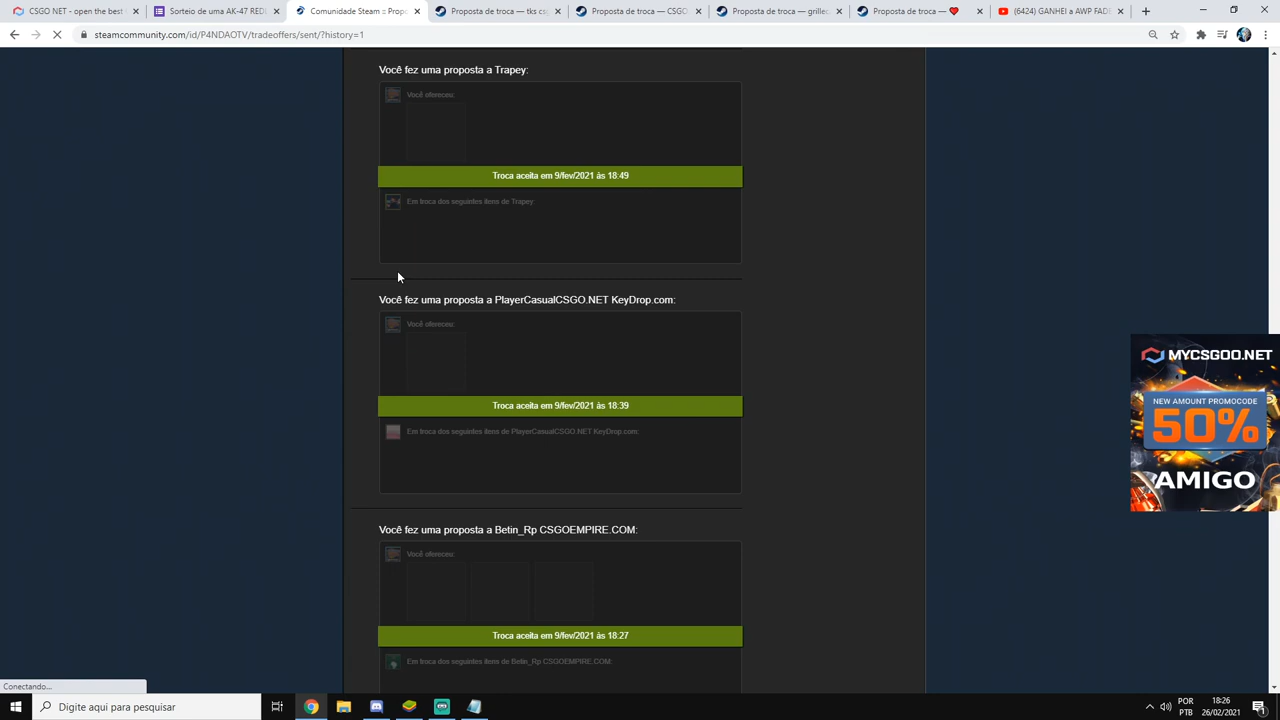 CSGO NET - open the best
Sorteio de uma AK-47 REDL
Comunidade Steam :: Propo
Proposta de troca — tks csg
Proposta de troca — CSGO
Proposta de troca — grilles
Proposta de troca — ❤
(6424) GANHEI a AWP FADE
steamcommunity.com/id/P4NDAOTV/tradeoffers/sent/?history=1
Você fez uma proposta a Trapey:
Você ofereceu:
Troca aceita em 9/fev/2021 às 18:49
Em troca dos seguintes itens de Trapey:
Você fez uma proposta a PlayerCasualCSGO.NET KeyDrop.com:
Você ofereceu:
Troca aceita em 9/fev/2021 às 18:39
Em troca dos seguintes itens de PlayerCasualCSGO.NET KeyDrop.com:
Você fez uma proposta a Betin_Rp CSGOEMPIRE.COM:
Você ofereceu:
Troca aceita em 9/fev/2021 às 18:27
Em troca dos seguintes itens de Betin_Rp CSGOEMPIRE.COM:
MYCSGOO.NET
NEW AMOUNT PROMOCODE
50%
AMIGO
Conectando...
Digite aqui para pesquisar
POR
PTB
18:26
26/02/2021
1